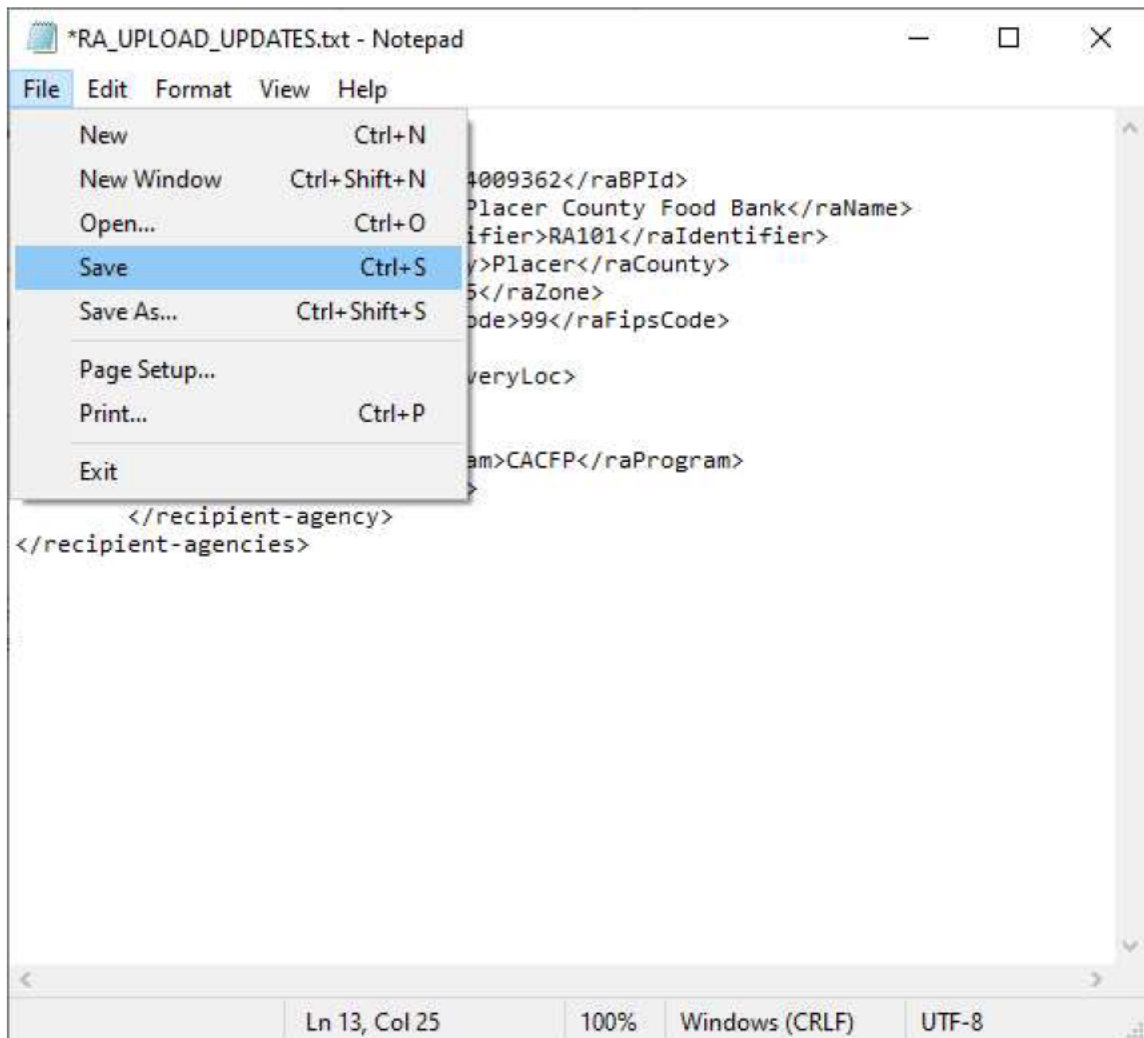 *RA_UPLOAD_UPDATES.txt - Notepad
File Edit Format View Help
New Ctrl+N
New Window Ctrl+Shift+N
Open... Ctrl+O
Save Ctrl+S
Save As... Ctrl+Shift+S
Page Setup...
Print... Ctrl+P
Exit
4009362</raBPId>
Placer County Food Bank</raName>
ifier>RA101</raIdentifier>
y>Placer</raCounty>
5</raZone>
ode>99</raFipsCode>
veryLoc>
am>CACFP</raProgram>
>
</recipient-agency>
</recipient-agencies>
Ln 13, Col 25 100% Windows (CRLF) UTF-8